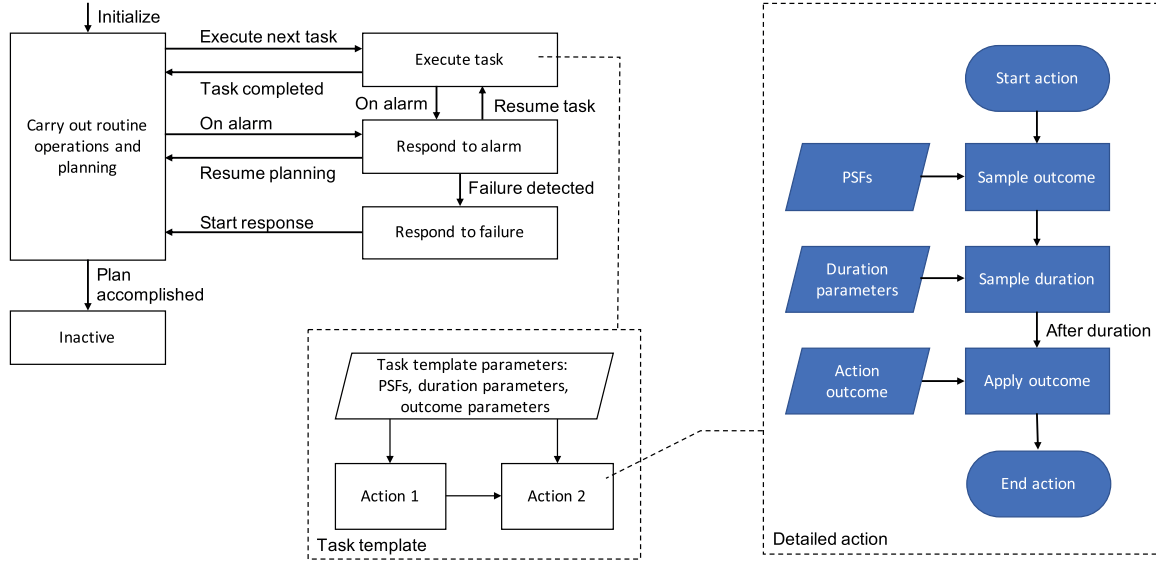 Initialize
Carry out routine
operations and
planning
Execute next task
Task completed
On alarm
Resume planning
Start response
Execute task
On alarm
Resume task
Respond to alarm
Failure detected
Respond to failure
Plan
accomplished
Inactive
Task template parameters:
PSFs, duration parameters,
outcome parameters
Action 1
Action 2
Task template
Start action
PSFs
Sample outcome
Duration
parameters
Sample duration
After duration
Action
outcome
Apply outcome
End action
Detailed action